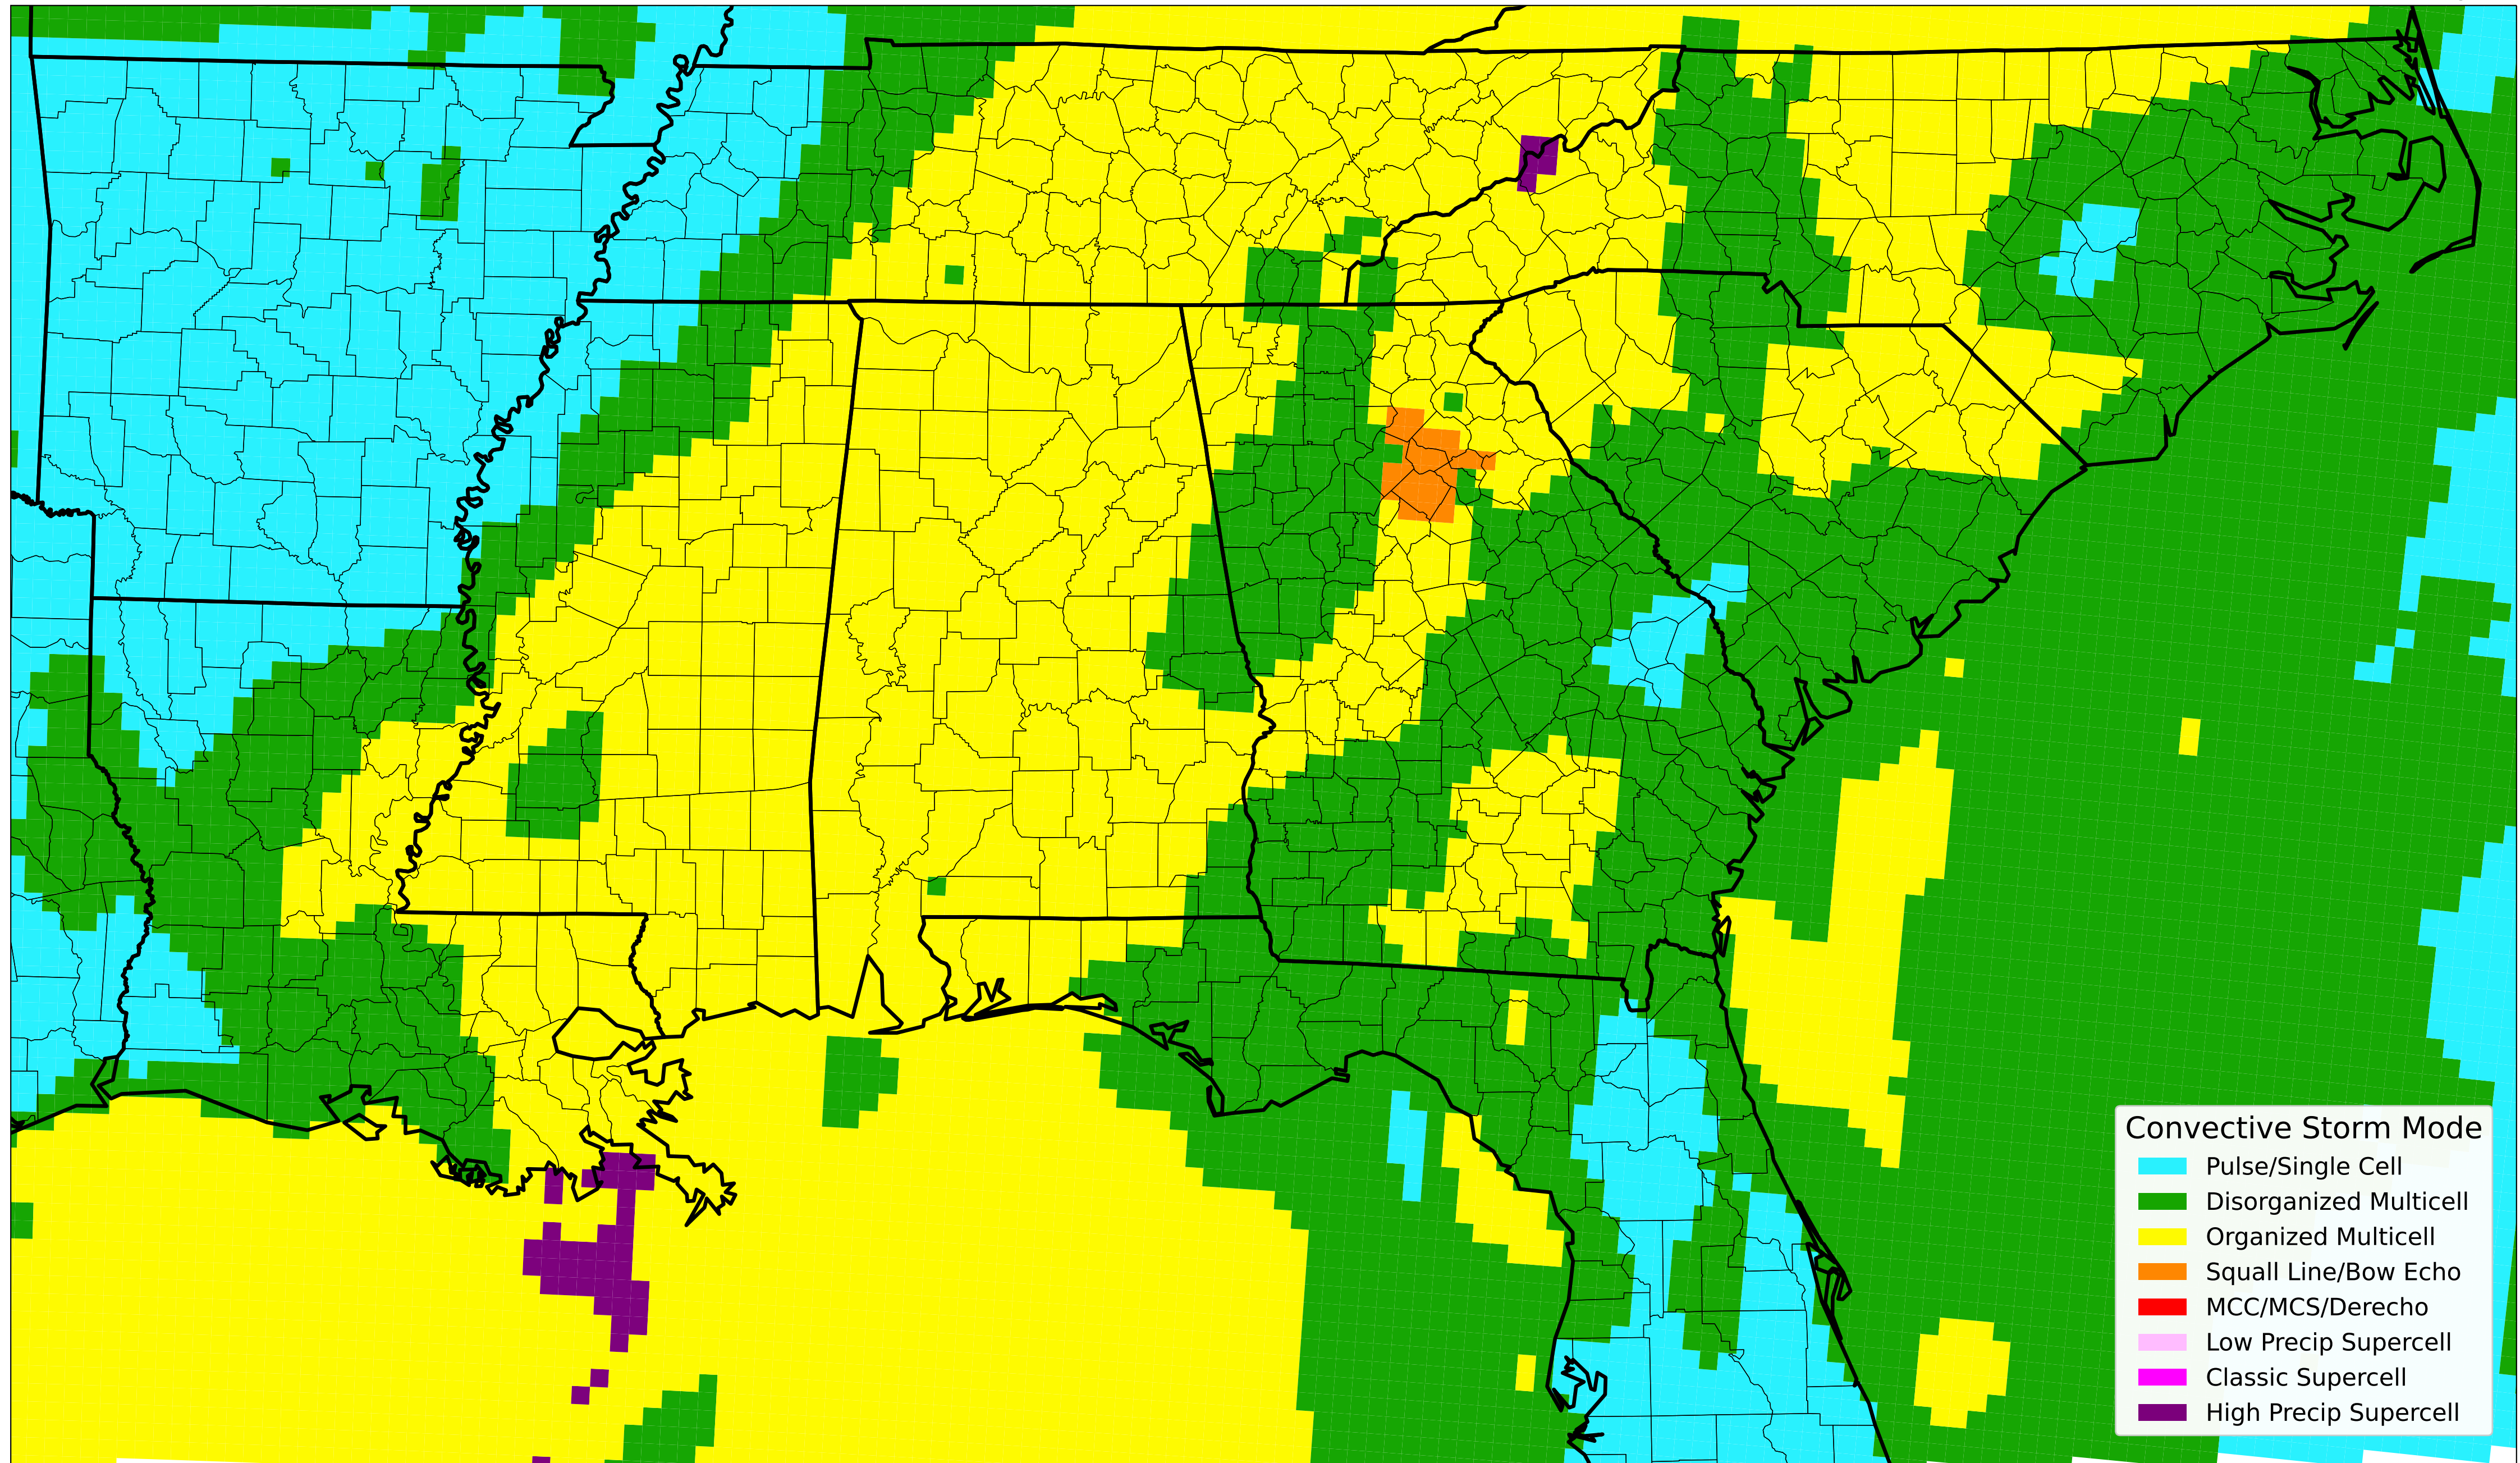 Convective Storm Mode
Pulse/Single Cell
Disorganized Multicell
Organized Multicell
Squall Line/Bow Echo
MCC/MCS/Derecho
Low Precip Supercell
Classic Supercell
High Precip Supercell